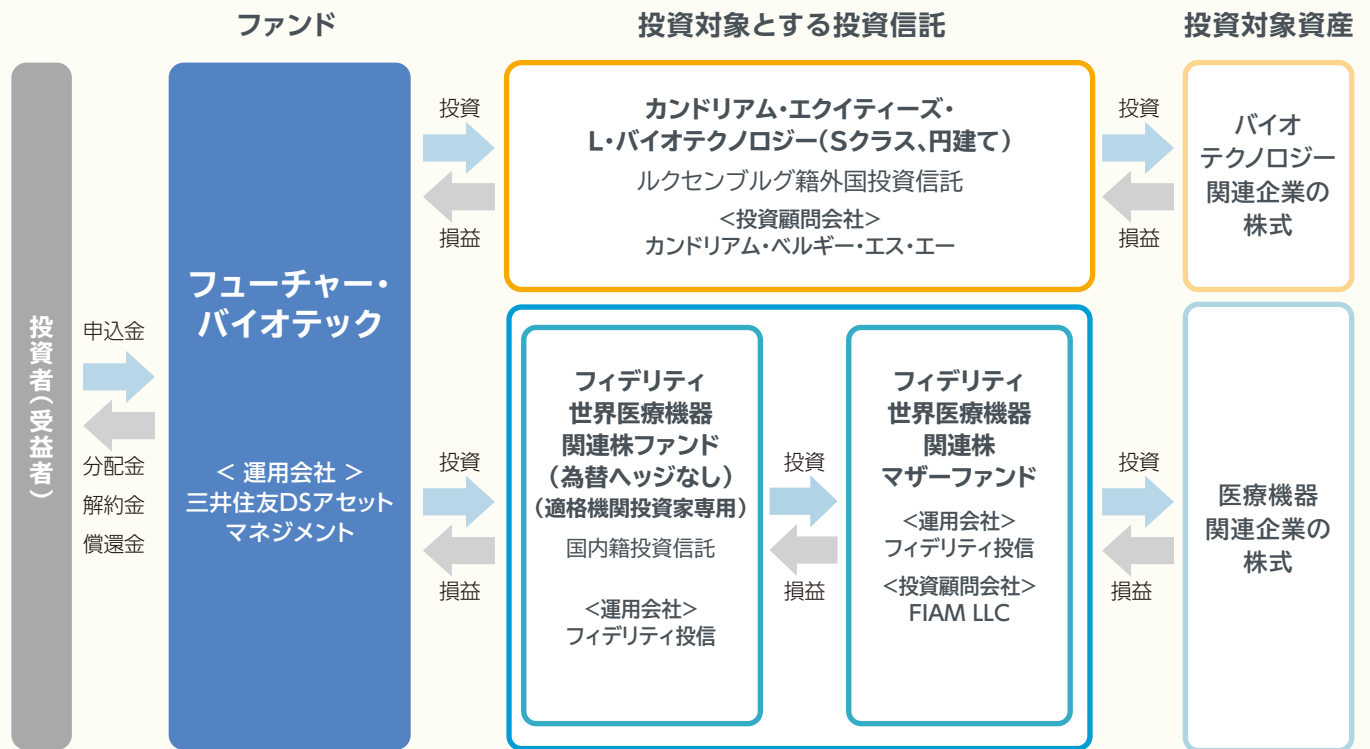 ファンド
投資対象とする投資信託
投資対象資産
投資者（受益者）
申込金
分配金
解約金
償還金
フューチャー・
バイオテック
＜ 運用会社 ＞
三井住友DSアセット
マネジメント
投資
損益
カンドリアム・エクイティーズ・
L・バイオテクノロジー（Sクラス、円建て）
ルクセンブルグ籍外国投資信託
＜投資顧問会社＞
カンドリアム・ベルギー・エス・エー
投資
損益
バイオ
テクノロジー
関連企業の
株式
投資
損益
フィデリティ
世界医療機器
関連株ファンド
（為替ヘッジなし）
（適格機関投資家専用）
国内籍投資信託
＜運用会社＞
フィデリティ投信
投資
損益
フィデリティ
世界医療機器
関連株
マザーファンド
＜運用会社＞
フィデリティ投信
＜投資顧問会社＞
FIAM LLC
投資
損益
医療機器
関連企業の
株式